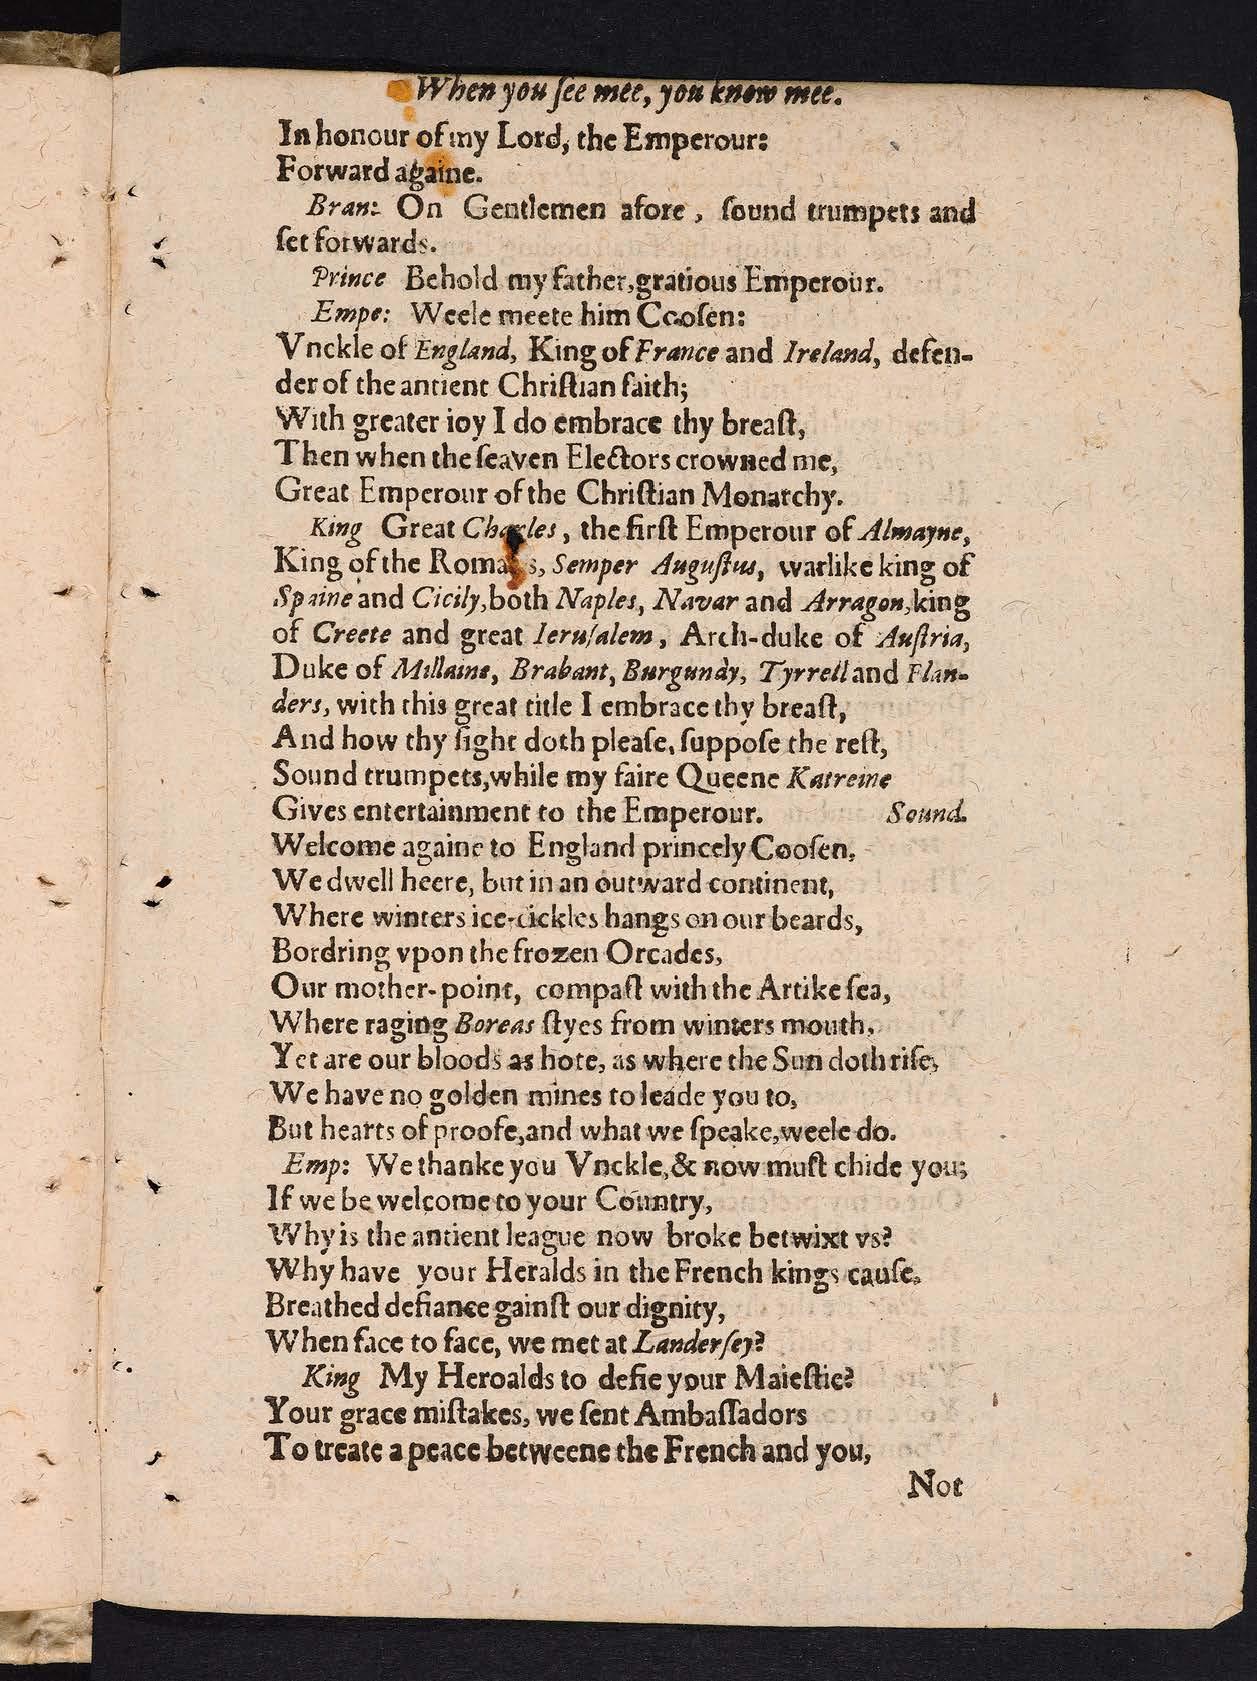 When you ſee mee, you know mee.
In honour of my Lord, the Emperour:
Forward againe.
Bran: On Gentlemen afore, ſound trumpets and
ſet forwards.
Prince Behold my father, gratious Emperour.
Empe: Weele meete him Cooſen:
Vnckle of England, King of France and Ireland, defen-
der of the antient Chriſtian faith;
With greater ioy I do embrace thy breaſt,
Then when the ſeaven Electors crowned me,
Great Emperour of the Chriſtian Monarchy.
King Great Charles, the firſt Emperour of Almayne,
King of the Romans, Semper Auguſtus, warlike king of
Spaine and Cicily, both Naples, Navar and Arragon, king
of Creete and great Ieruſalem, Arch-duke of Auſtria,
Duke of Millaine, Brabant, Burgundy, Tyrrell and Flan-
ders, with this great title I embrace thy breaſt,
And how thy ſight doth pleaſe, ſuppoſe the reſt,
Sound trumpets, while my faire Queene Katreine
Gives entertainment to the Emperour. Sound.
Welcome againe to England princely Cooſen,
We dwell heere, but in an outward continent,
Where winters ice-cickles hangs on our beards,
Bordring vpon the frozen Orcades,
Our mother-point, compaſt with the Artike ſea,
Where raging Boreas ſtyes from winters mouth,
Yet are our bloods as hote, as where the Sun doth riſe,
We have no golden mines to leade you to,
But hearts of proofe, and what we ſpeake, weele do.
Emp: We thanke you Vnckle, & now muſt chide you;
If we be welcome to your Country,
Why is the antient league now broke betwixt vs?
Why have your Heralds in the French kings cauſe,
Breathed defiance gainſt our dignity,
When face to face, we met at Landerſey?
King My Heroalds to defie your Maieſtie?
Your grace miſtakes, we ſent Ambaſſadors
To treate a peace betweene the French and you,
Not